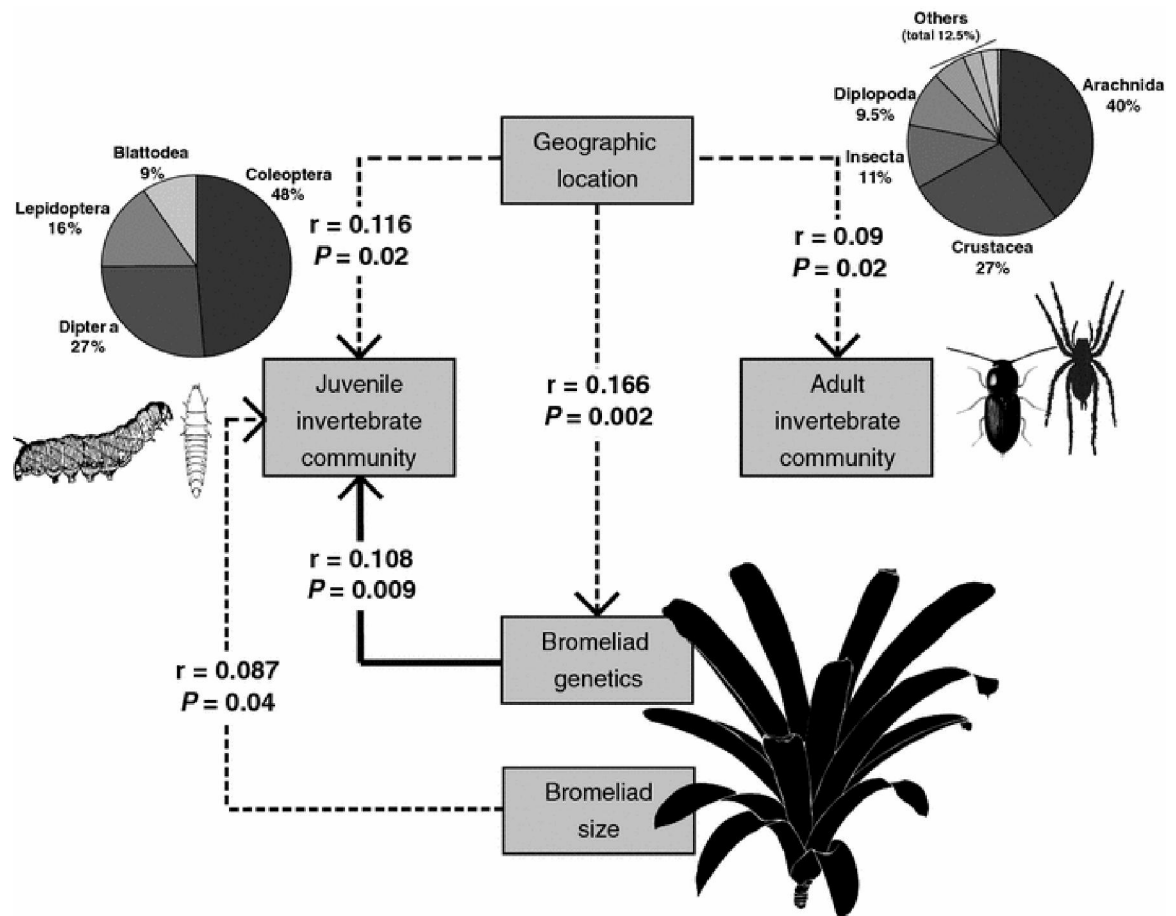 Others
(total 12.5%)
Arachnida
40%
Diplopoda
9.5%
Insecta
11%
Crustacea
27%
Blattodea
9%
Coleoptera
48%
Lepidoptera
16%
Dipter a
27%
Geographic
location
r = 0.116
P = 0.02
r = 0.09
P = 0.02
Juvenile
invertebrate
community
r = 0.166
P = 0.002
Adult
invertebrate
community
r = 0.108
P = 0.009
Bromeliad
genetics
r = 0.087
P = 0.04
Bromeliad
size